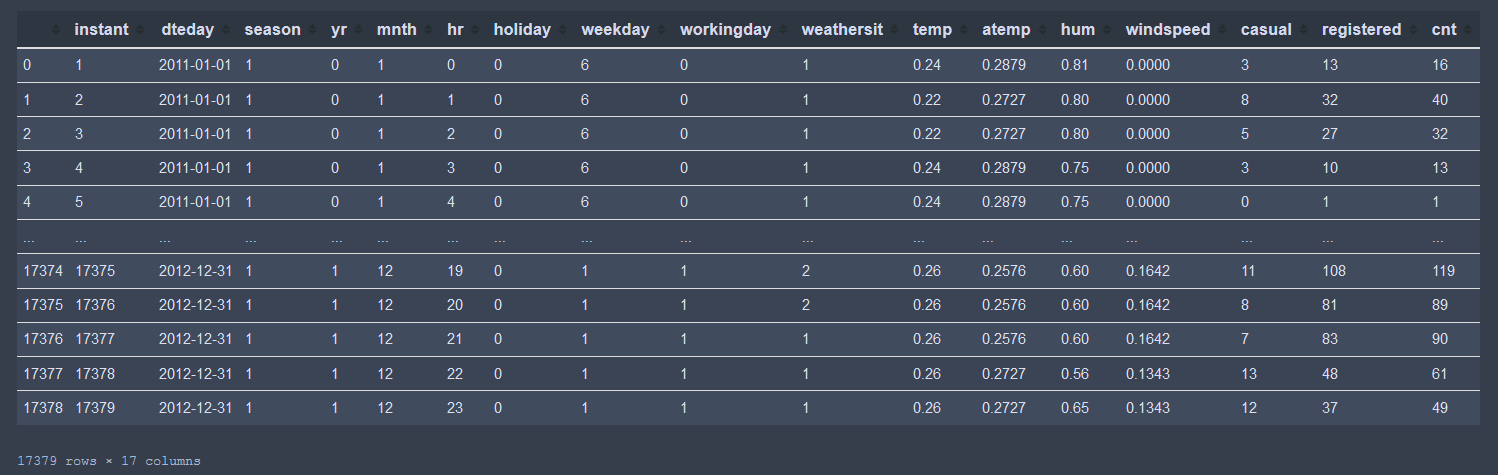 instant dteday season yr mnth hr holiday weekday workingday weathersit temp atemp hum windspeed casual registered cnt
0 1 2011-01-01 1 0 1 0 0 6 0 1 0.24 0.2879 0.81 0.0000 3 13 16
1 2 2011-01-01 1 0 1 1 0 6 0 1 0.22 0.2727 0.80 0.0000 8 32 40
2 3 2011-01-01 1 0 1 2 0 6 0 1 0.22 0.2727 0.80 0.0000 5 27 32
3 4 2011-01-01 1 0 1 3 0 6 0 1 0.24 0.2879 0.75 0.0000 3 10 13
4 5 2011-01-01 1 0 1 4 0 6 0 1 0.24 0.2879 0.75 0.0000 0 1 1
... ... ... ... ... ... ... ... ... ... ... ... ... ... ... ... ... ...
17374 17375 2012-12-31 1 1 12 19 0 1 1 2 0.26 0.2576 0.60 0.1642 11 108 119
17375 17376 2012-12-31 1 1 12 20 0 1 1 2 0.26 0.2576 0.60 0.1642 8 81 89
17376 17377 2012-12-31 1 1 12 21 0 1 1 1 0.26 0.2576 0.60 0.1642 7 83 90
17377 17378 2012-12-31 1 1 12 22 0 1 1 1 0.26 0.2727 0.56 0.1343 13 48 61
17378 17379 2012-12-31 1 1 12 23 0 1 1 1 0.26 0.2727 0.65 0.1343 12 37 49
17379 rows × 17 columns